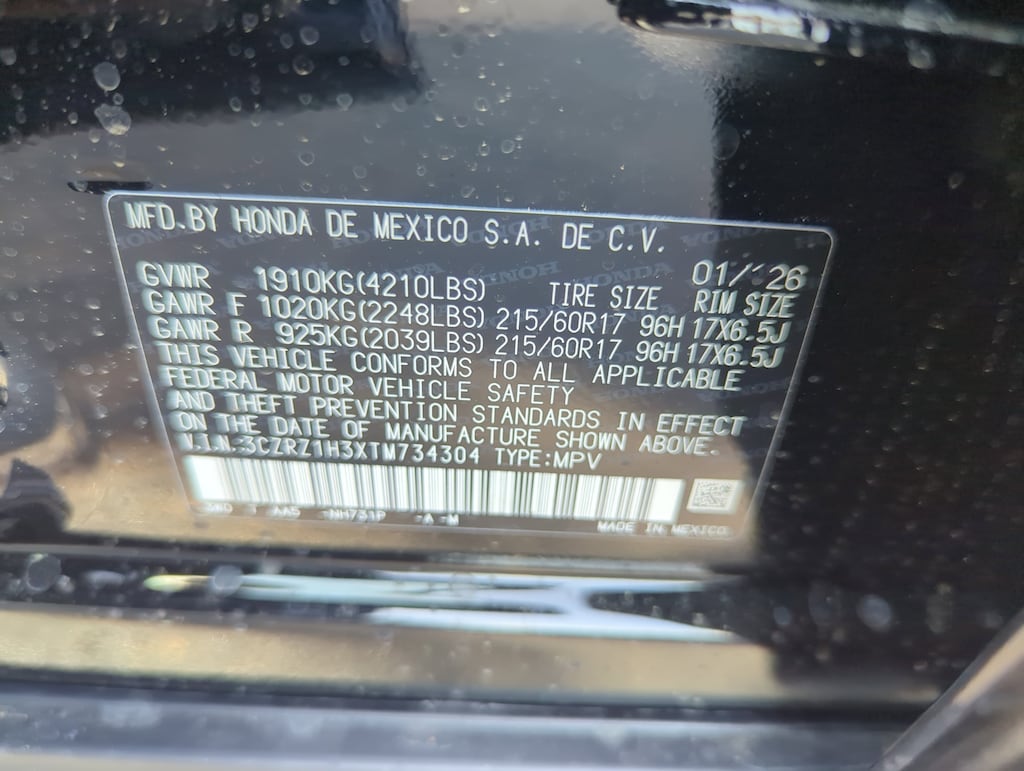 MFD. BY HONDA DE MEXICO S.A. DE C.V.
GVWR 1910KG(4210LBS) TIRE SIZE 01/ 26 RIM SIZE
GAWR F 1020KG(2248LBS) 215/60R17 96H 17X6.5J
GAWR R 925KG(2039LBS) 215/60R17 96H 17X6.5J
THIS VEHICLE CONFORMS TO ALL APPLICABLE
FEDERAL MOTOR VEHICLE SAFETY
AND THEFT PREVENTION STANDARDS IN EFFECT
ON THE DATE OF MANUFACTURE SHOWN ABOVE.
V.I.N.:3CZRZ1H3XTM734304 TYPE:MPV
AA5 -NH731P -A -M MADE IN MEXICO